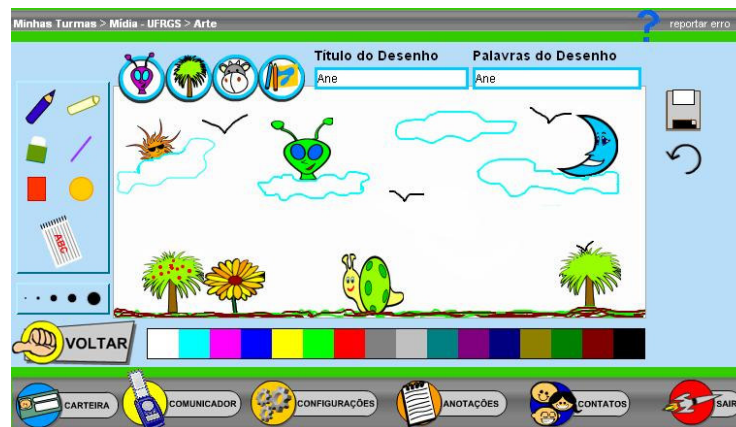 Minhas Turmas > Mídia - UFRGS > Arte
? reportar erro
Título do Desenho Palavras do Desenho
Ane Ane
ABC
VOLTAR
CARTEIRA COMUNICADOR CONFIGURAÇÕES ANOTAÇÕES CONTATOS SAIR